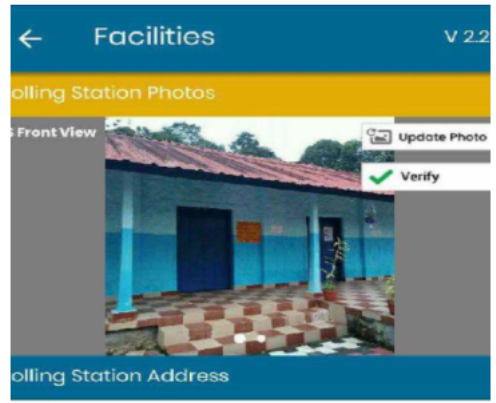 Facilities V 2.2
olling Station Photos
S Front View
Update Photo
Verify
olling Station Address